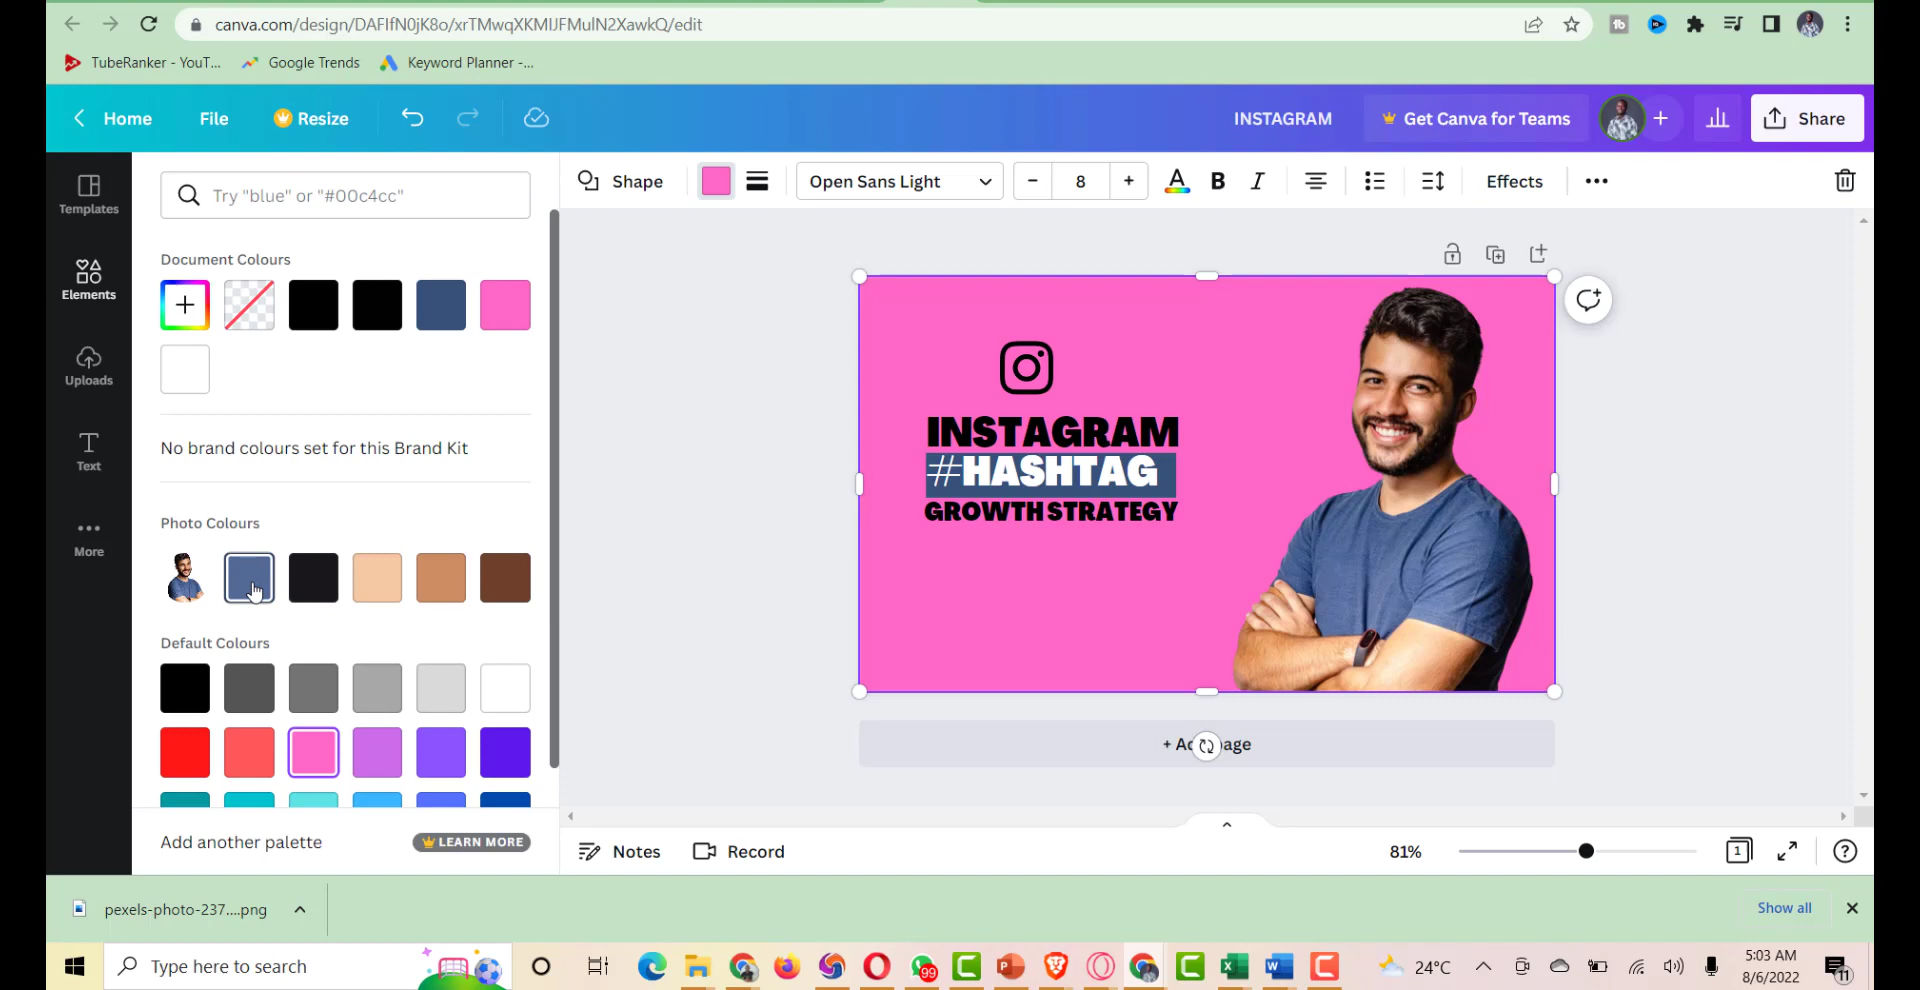 canva.com/design/DAFIfN0jK8o/xrTMwqXKMIJFMulN2XawkQ/edit
TubeRanker - YouT...
Google Trends
Keyword Planner -...
Home
File
Resize
INSTAGRAM
Get Canva for Teams
Share
Templates
Elements
Uploads
Text
More
Try "blue" or "#00c4cc"
Document Colours
No brand colours set for this Brand Kit
Photo Colours
Default Colours
Add another palette
LEARN MORE
Shape
Open Sans Light
8
B
I
Effects
INSTAGRAM
#HASHTAG
GROWTH STRATEGY
Notes
Record
81%
1
pexels-photo-237....png
Show all
Type here to search
99
24°C
5:03 AM
8/6/2022
11